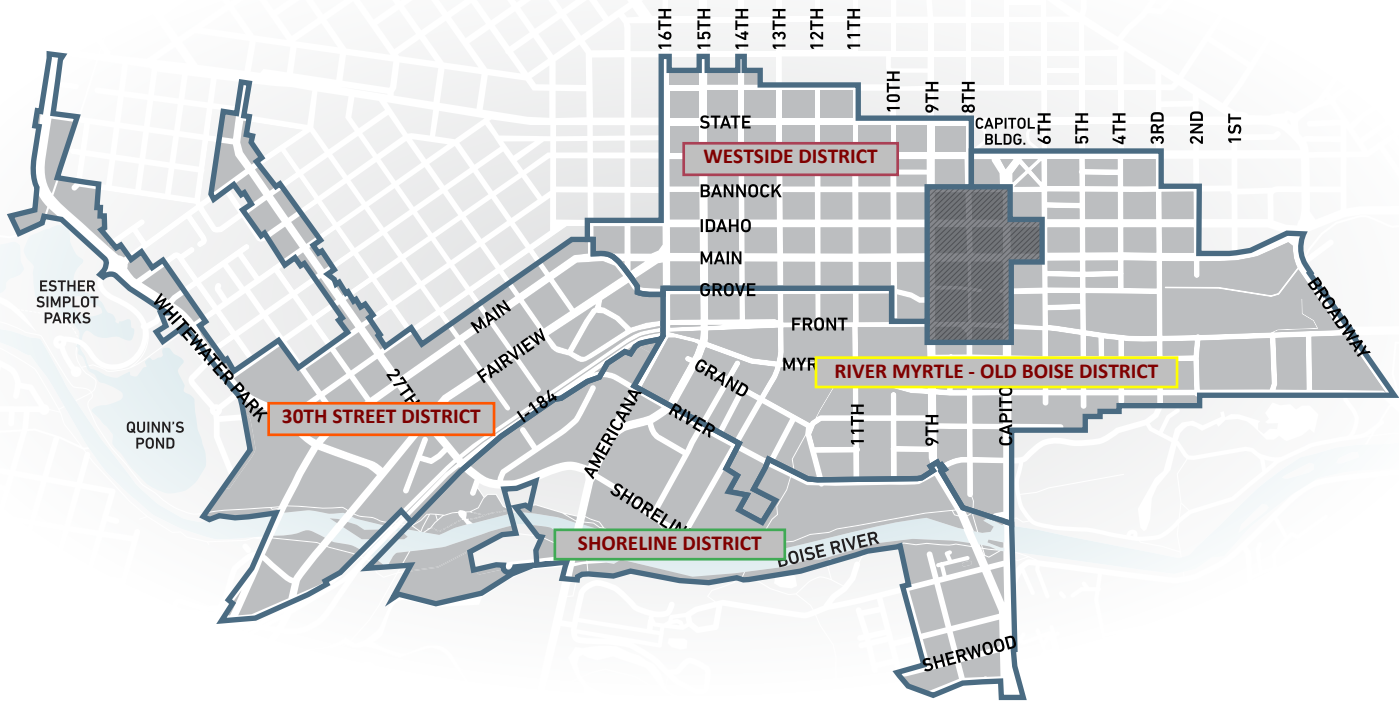 16TH
15TH
14TH
13TH
12TH
11TH
10TH
9TH
8TH
CAPITOL
BLDG.
6TH
5TH
4TH
3RD
2ND
1ST
STATE
WESTSIDE DISTRICT
BANNOCK
IDAHO
MAIN
GROVE
FRONT
ESTHER
SIMPLOT
PARKS
WHITEWATER PARK
MAIN
FAIRVIEW
BROADWAY
MYR
RIVER MYRTLE - OLD BOISE DISTRICT
GRAND
27TH
I-184
30TH STREET DISTRICT
RIVER
AMERICANA
11TH
9TH
CAPITO
QUINN'S
POND
SHORELIN
SHORELINE DISTRICT
BOISE RIVER
SHERWOOD